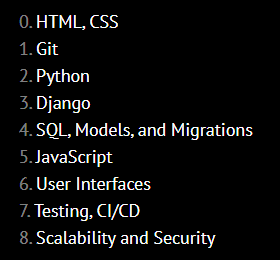 0. HTML, CSS
1. Git
2. Python
3. Django
4. SQL, Models, and Migrations
5. JavaScript
6. User Interfaces
7. Testing, CI/CD
8. Scalability and Security